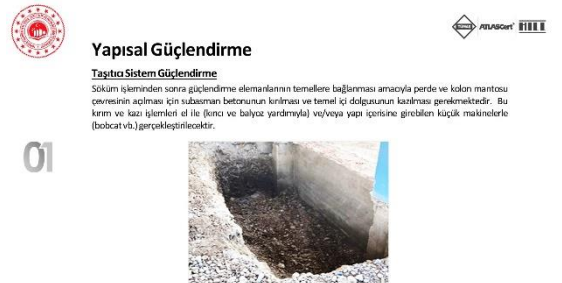 ATLASCert
Yapısal Güçlendirme
Taşıtıcı Sistem Güçlendirme
Söküm işleminden sonra güçlendirme elemanlarının temellere bağlanması amacıyla perde ve kolon mantosu
çevresinin açılması için subasman betonunun kırılması ve temel içi dolgusunun kazılması gerekmektedir. Bu
kırım ve kazı işlemleri el ile (kırıcı ve balyoz yardımıyla) ve/veya yapı içerisine girebilen küçük makinelerle
(bobcat vb.) gerçekleştirilecektir.
01